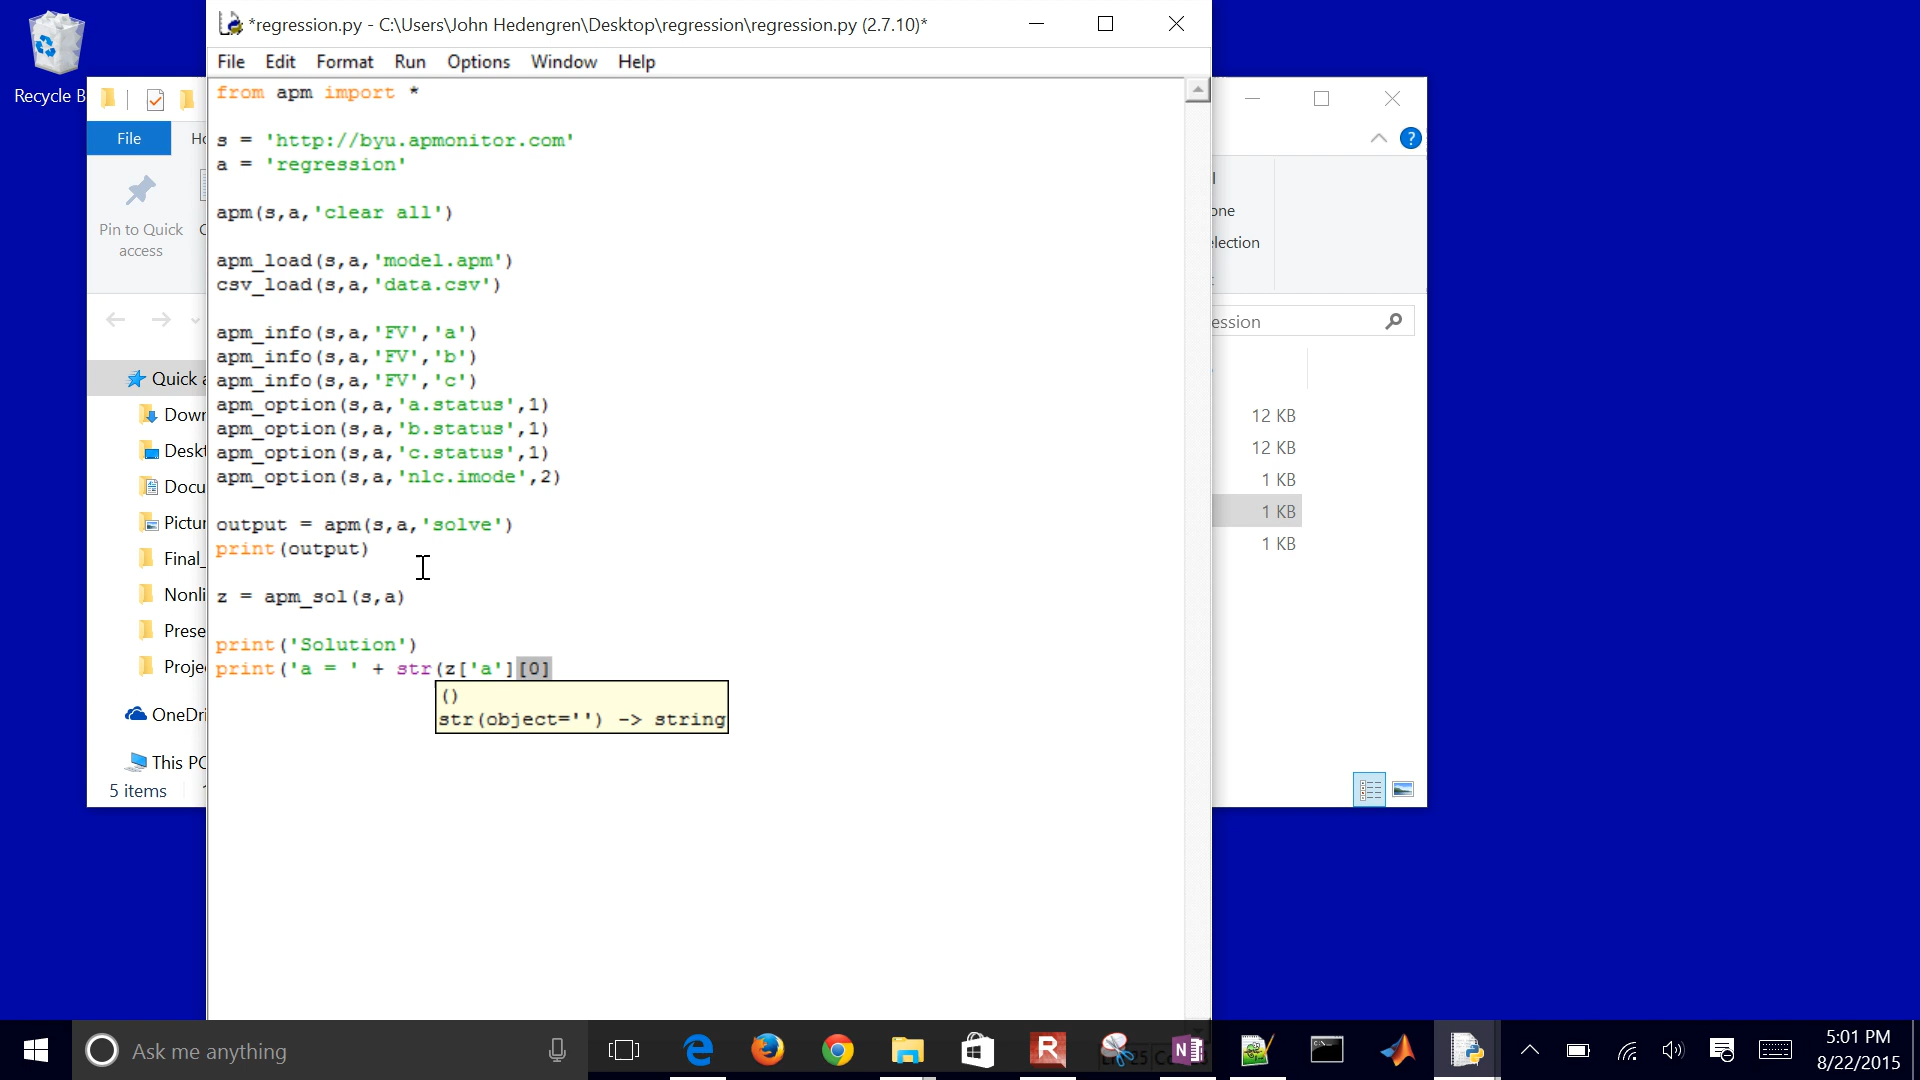 *regression.py - C:\Users\John Hedengren\Desktop\regression\regression.py (2.7.10)*
File Edit Format Run Options Window Help
from apm import *
s = 'http://byu.apmonitor.com'
a = 'regression'
apm(s,a,'clear all')
apm_load(s,a,'model.apm')
csv_load(s,a,'data.csv')
apm_info(s,a,'FV','a')
apm_info(s,a,'FV','b')
apm_info(s,a,'FV','c')
apm_option(s,a,'a.status',1)
apm_option(s,a,'b.status',1)
apm_option(s,a,'c.status',1)
apm_option(s,a,'nlc.imode',2)
output = apm(s,a,'solve')
print(output)
z = apm_sol(s,a)
print('Solution')
print('a = ' + str(z['a'][0]
()
str(object='') -> string
Recycle B
File Ho
Pin to Quick
access
C
Quick a
Dowr
Deskt
Docu
Pictur
Final_
Nonli
Prese
Projec
OneDri
This PC
5 items
?
one
election
ession
12 KB
12 KB
1 KB
1 KB
1 KB
Ask me anything
5:01 PM
8/22/2015